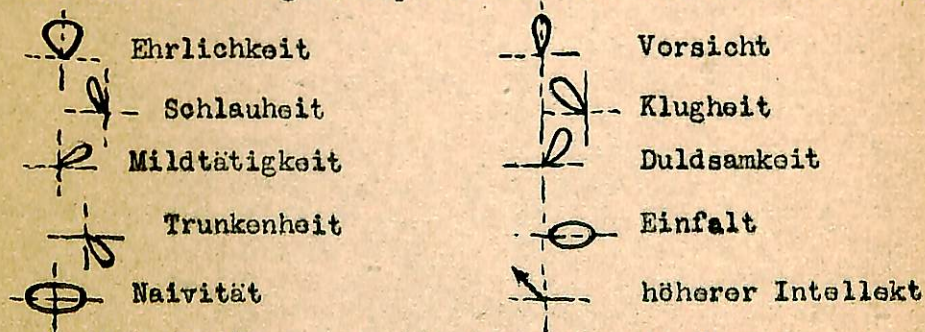 Ehrlichkeit
Vorsicht
Schlauheit
Klugheit
Mildtätigkeit
Duldsamkeit
Trunkenheit
Einfalt
Naivität
höherer Intellekt